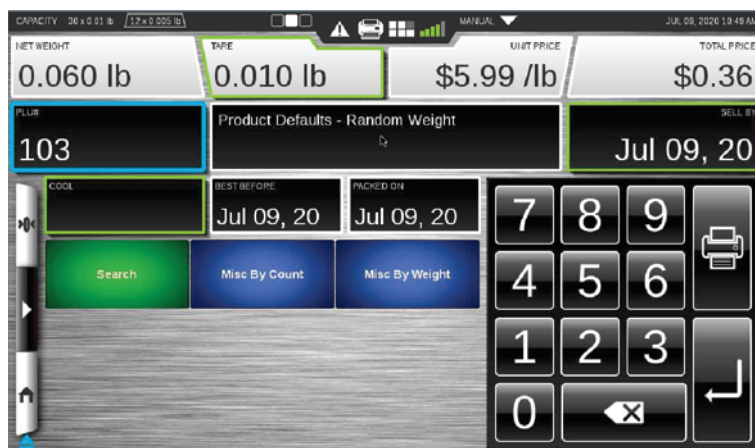 CAPACITY 30 x 0.01 lb 12 x 0.005 lb MANUAL JUL 09, 2020 10:49 AM
NET WEIGHT TARE UNIT PRICE TOTAL PRICE
0.060 lb 0.010 lb $5.99 /lb $0.36
PLU# SELL BY
Product Defaults - Random Weight
103 Jul 09, 20
COOL BEST BEFORE PACKED ON
Jul 09, 20 Jul 09, 20
7 8 9
Search Misc By Count Misc By Weight
4 5 6
1 2 3
0